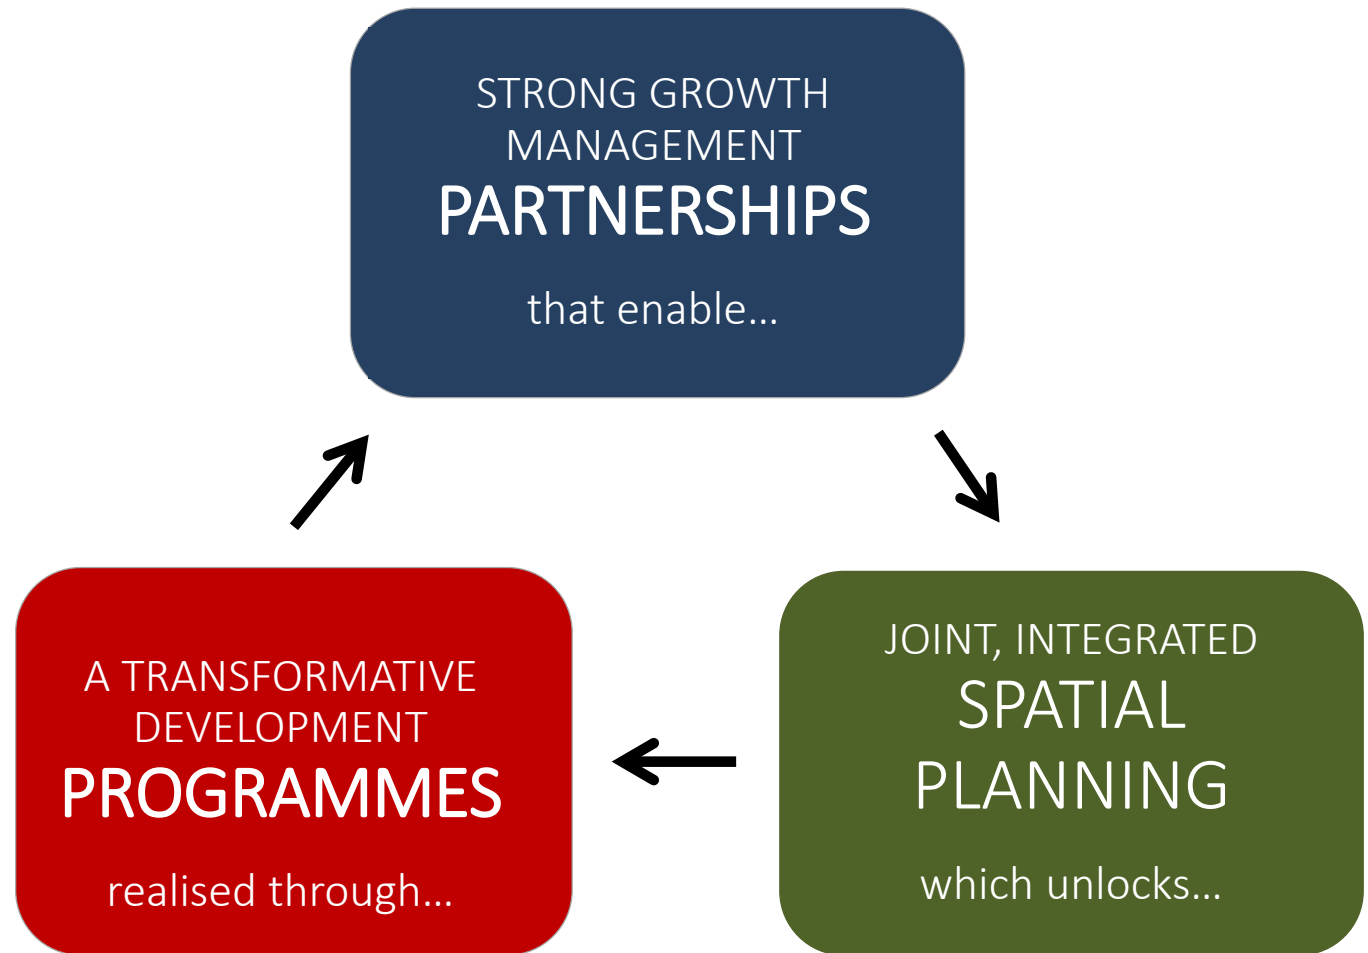 STRONG GROWTH
MANAGEMENT
PARTNERSHIPS
that enable...
JOINT, INTEGRATED
SPATIAL
PLANNING
which unlocks...
A TRANSFORMATIVE
DEVELOPMENT
PROGRAMMES
realised through...